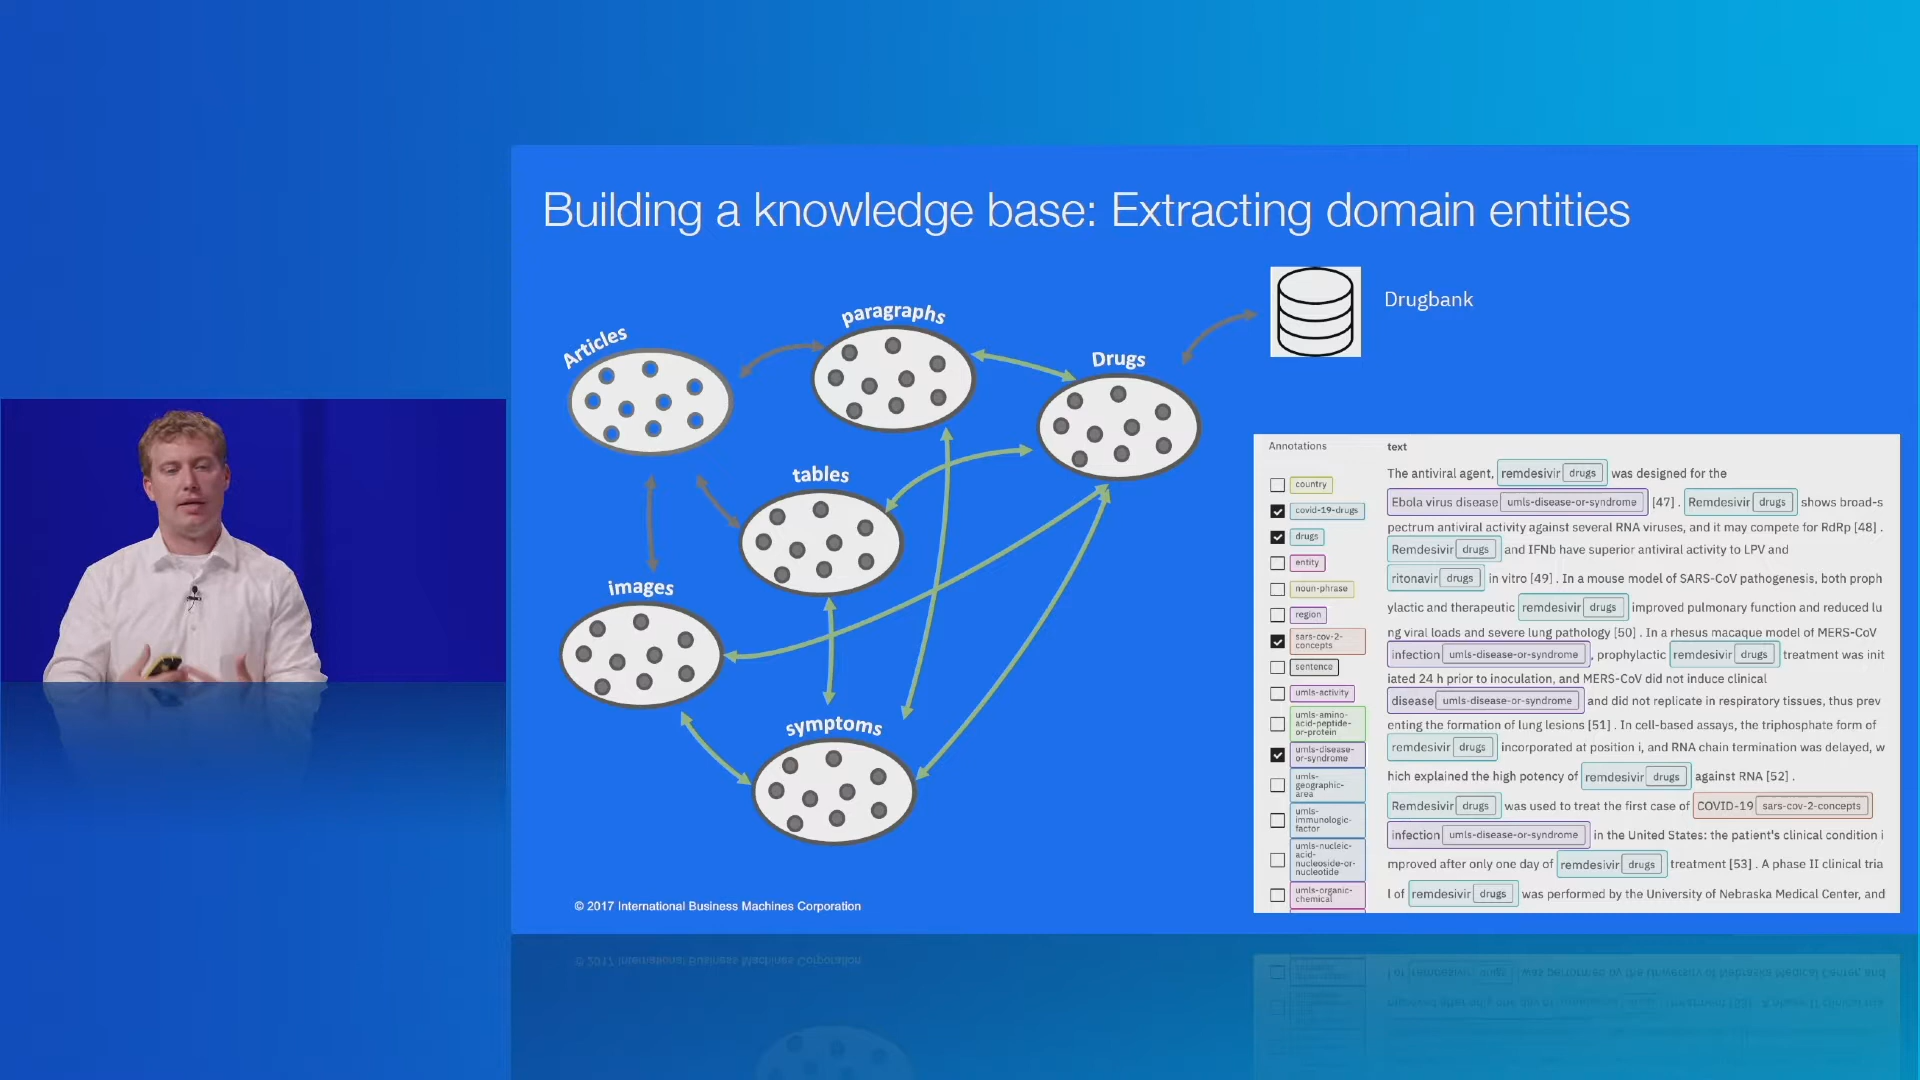 Building a knowledge base: Extracting domain entities
Articles
paragraphs
Drugs
tables
images
symptoms
Drugbank
© 2017 International Business Machines Corporation
Annotations
country
covid-19-drugs
drugs
entity
noun-phrase
region
sars-cov-2-
concepts
sentence
umls-activity
umls-amino-
acid-peptide-
or-protein
umls-disease-
or-syndrome
umls-
geographic-
area
umls-
immunologic-
factor
umls-nucleic-
acid-
nucleoside-or-
nucleotide
umls-organic-
chemical
text
The antiviral agent, remdesivir drugs was designed for the
Ebola virus disease umls-disease-or-syndrome [47] . Remdesivir drugs shows broad-s
pectrum antiviral activity against several RNA viruses, and it may compete for RdRp [48] .
Remdesivir drugs and IFNb have superior antiviral activity to LPV and
ritonavir drugs in vitro [49] . In a mouse model of SARS-CoV pathogenesis, both proph
ylactic and therapeutic remdesivir drugs improved pulmonary function and reduced lu
ng viral loads and severe lung pathology [50] . In a rhesus macaque model of MERS-CoV
infection umls-disease-or-syndrome , prophylactic remdesivir drugs treatment was init
iated 24 h prior to inoculation, and MERS-CoV did not induce clinical
disease umls-disease-or-syndrome and did not replicate in respiratory tissues, thus prev
enting the formation of lung lesions [51] . In cell-based assays, the triphosphate form of
remdesivir drugs incorporated at position i, and RNA chain termination was delayed, w
hich explained the high potency of remdesivir drugs against RNA [52] .
Remdesivir drugs was used to treat the first case of COVID-19 sars-cov-2-concepts
infection umls-disease-or-syndrome in the United States: the patient's clinical condition i
mproved after only one day of remdesivir drugs treatment [53] . A phase II clinical tria
l of remdesivir drugs was performed by the University of Nebraska Medical Center, and